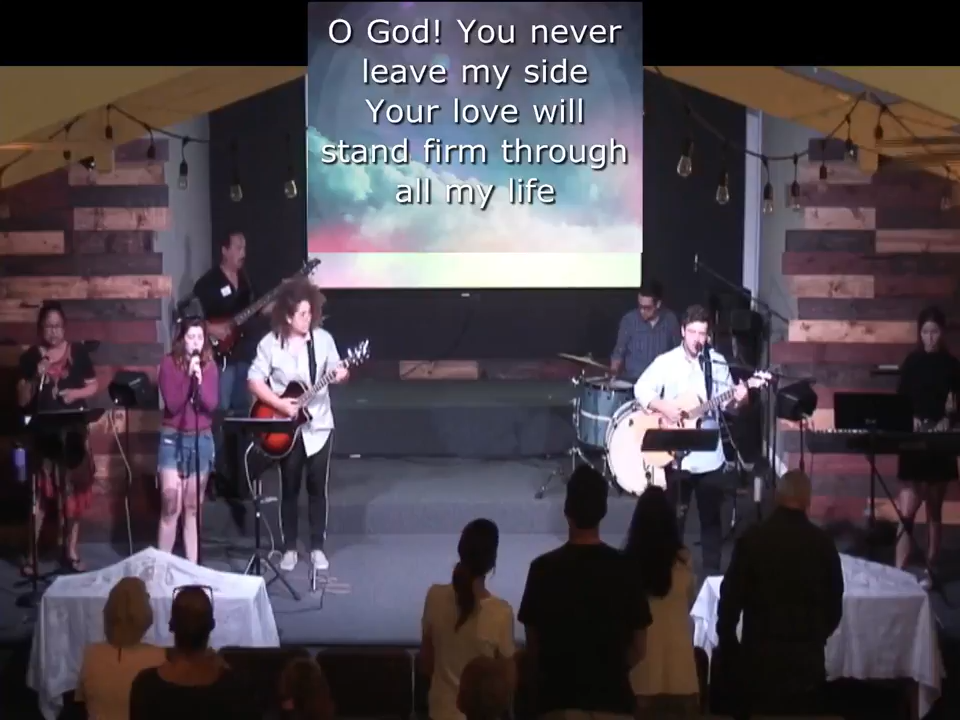 O God! You never
leave my side
Your love will
stand firm through
all my life